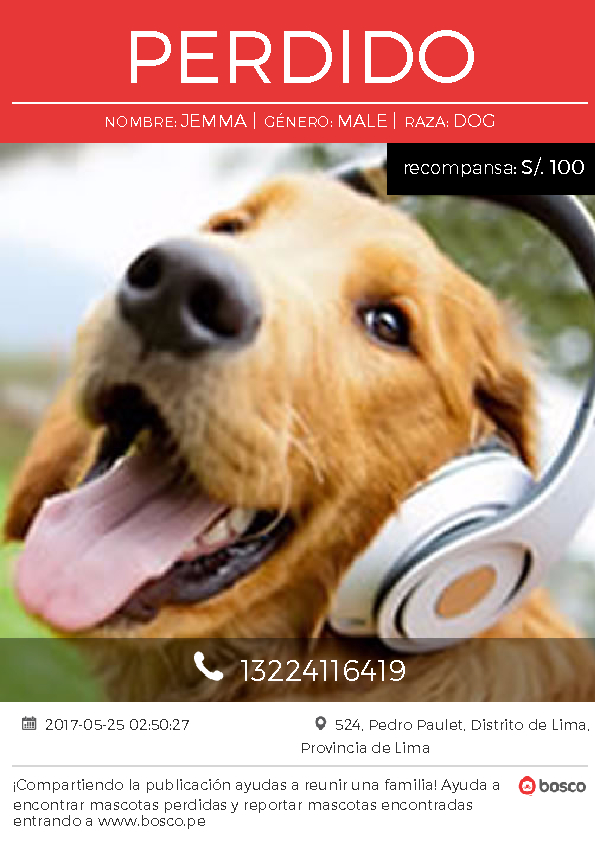 PERDIDO
NOMBRE: JEMMA | GÉNERO: MALE | RAZA: DOG
recompansa: S/. 100
13224116419
2017-05-25 02:50:27
524, Pedro Paulet, Distrito de Lima,
Provincia de Lima
¡Compartiendo la publicación ayudas a reunir una familia! Ayuda a
encontrar mascotas perdidas y reportar mascotas encontradas
entrando a www.bosco.pe
bosco